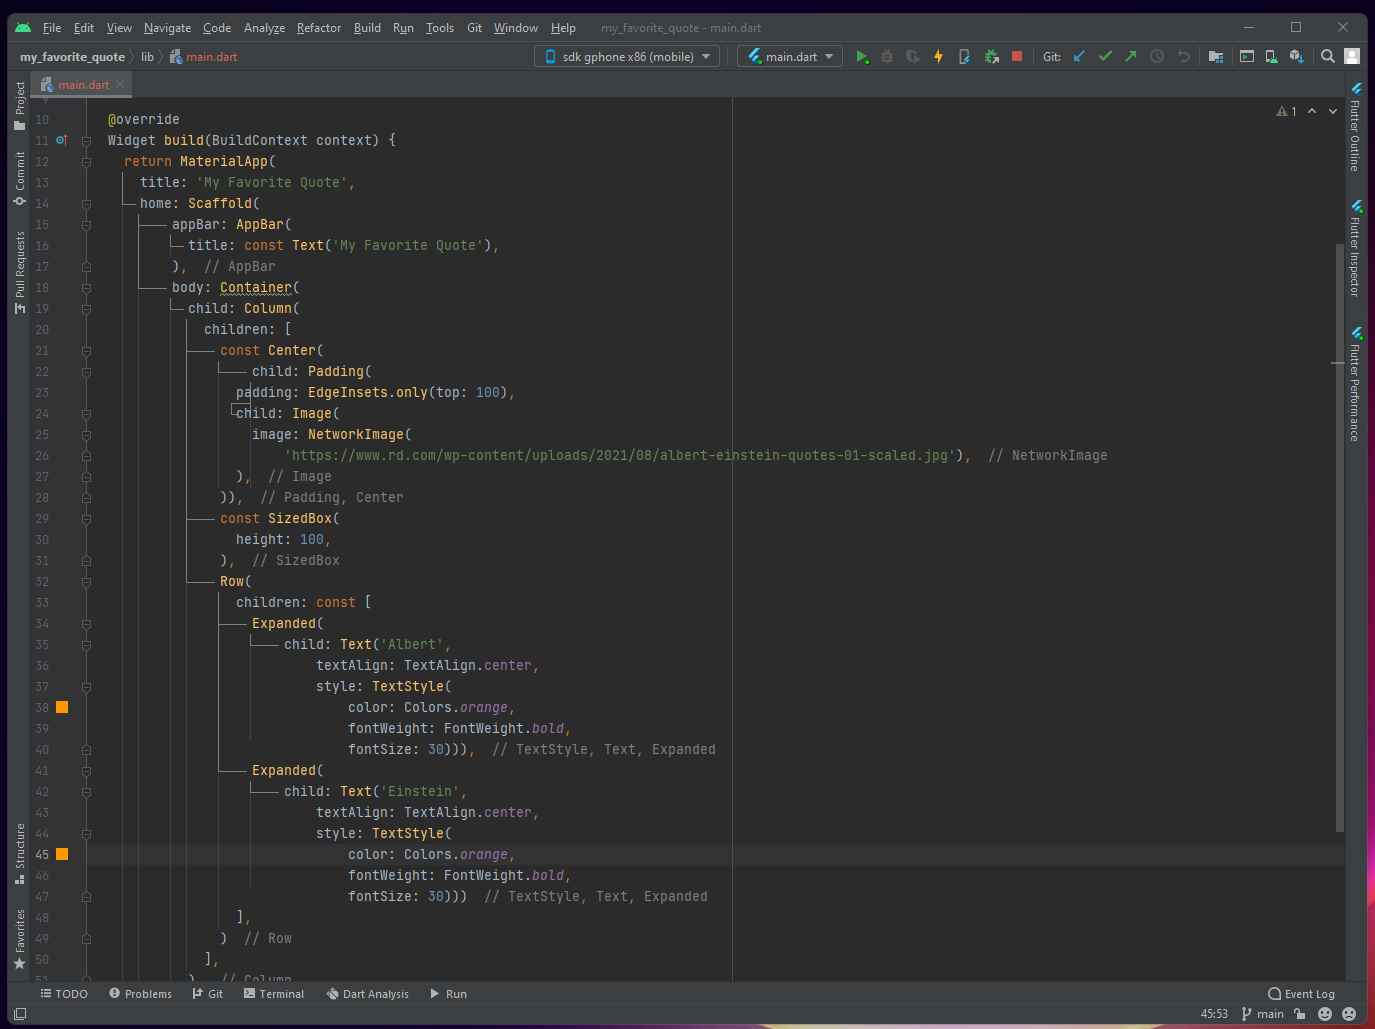 File Edit View Navigate Code Analyze Refactor Build Run Tools Git Window Help my_favorite_quote - main.dart
my_favorite_quote lib main.dart sdk gphone x86 (mobile) main.dart Git:
main.dart
Project
Commit
Pull Requests
Structure
Favorites
9
10 @override
1
11 Widget build(BuildContext context) {
12 return MaterialApp(
13 title: 'My Favorite Quote',
14 home: Scaffold(
15 appBar: AppBar(
16 title: const Text('My Favorite Quote'),
17 ), // AppBar
18 body: Container(
19 child: Column(
20 children: [
21 const Center(
22 child: Padding(
23 padding: EdgeInsets.only(top: 100),
24 child: Image(
25 image: NetworkImage(
26 'https://www.rd.com/wp-content/uploads/2021/08/albert-einstein-quotes-01-scaled.jpg'), // NetworkImage
27 ), // Image
28 )), // Padding, Center
29 const SizedBox(
30 height: 100,
31 ), // SizedBox
32 Row(
33 children: const [
34 Expanded(
35 child: Text('Albert',
36 textAlign: TextAlign.center,
37 style: TextStyle(
38 color: Colors.orange,
39 fontWeight: FontWeight.bold,
40 fontSize: 30))), // TextStyle, Text, Expanded
41 Expanded(
42 child: Text('Einstein',
43 textAlign: TextAlign.center,
44 style: TextStyle(
45 color: Colors.orange,
46 fontWeight: FontWeight.bold,
47 fontSize: 30))) // TextStyle, Text, Expanded
48 ],
49 ) // Row
50 ],
51 ) // Column
Flutter Outline
Flutter Inspector
Flutter Performance
TODO Problems Git Terminal Dart Analysis Run Event Log
45:53 main